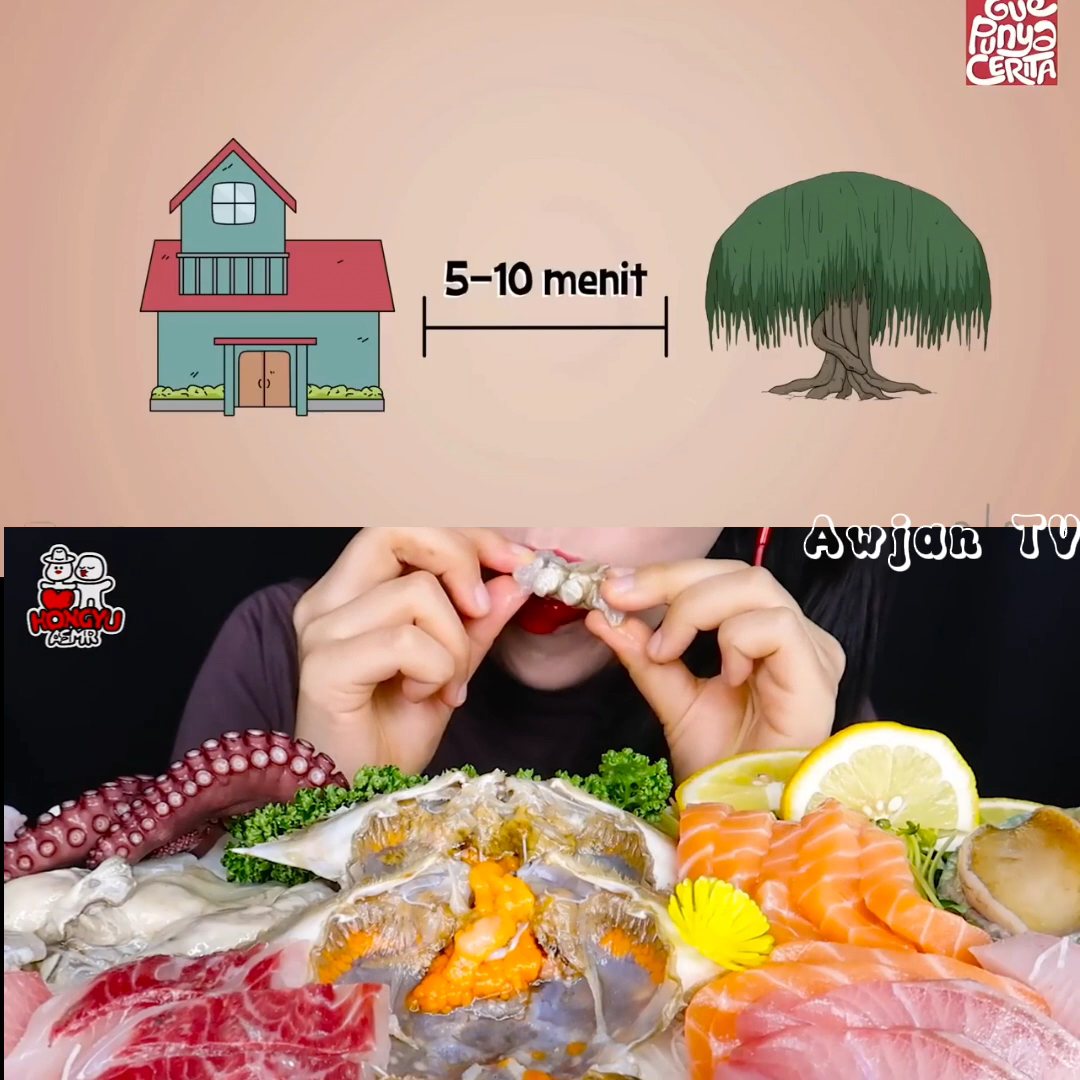 GUE
PUNYA
CERITA
5-10 menit
Awjan TV
HONGYU
ASMR